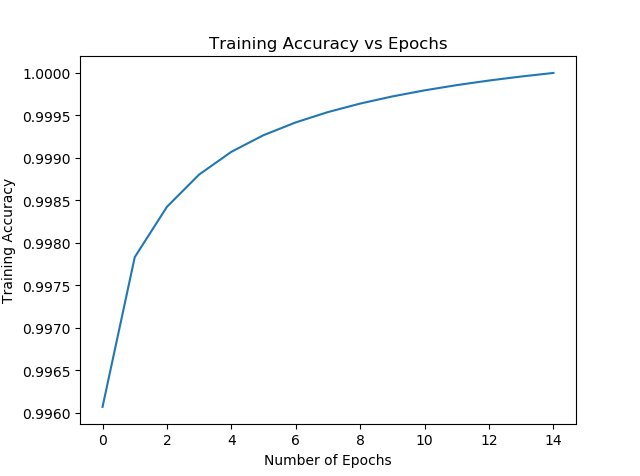 Training Accuracy vs Epochs
1.0000
0.9995
0.9990
0.9985
0.9980
0.9975
0.9970
0.9965
0.9960
Training Accuracy
0 2 4 6 8 10 12 14
Number of Epochs